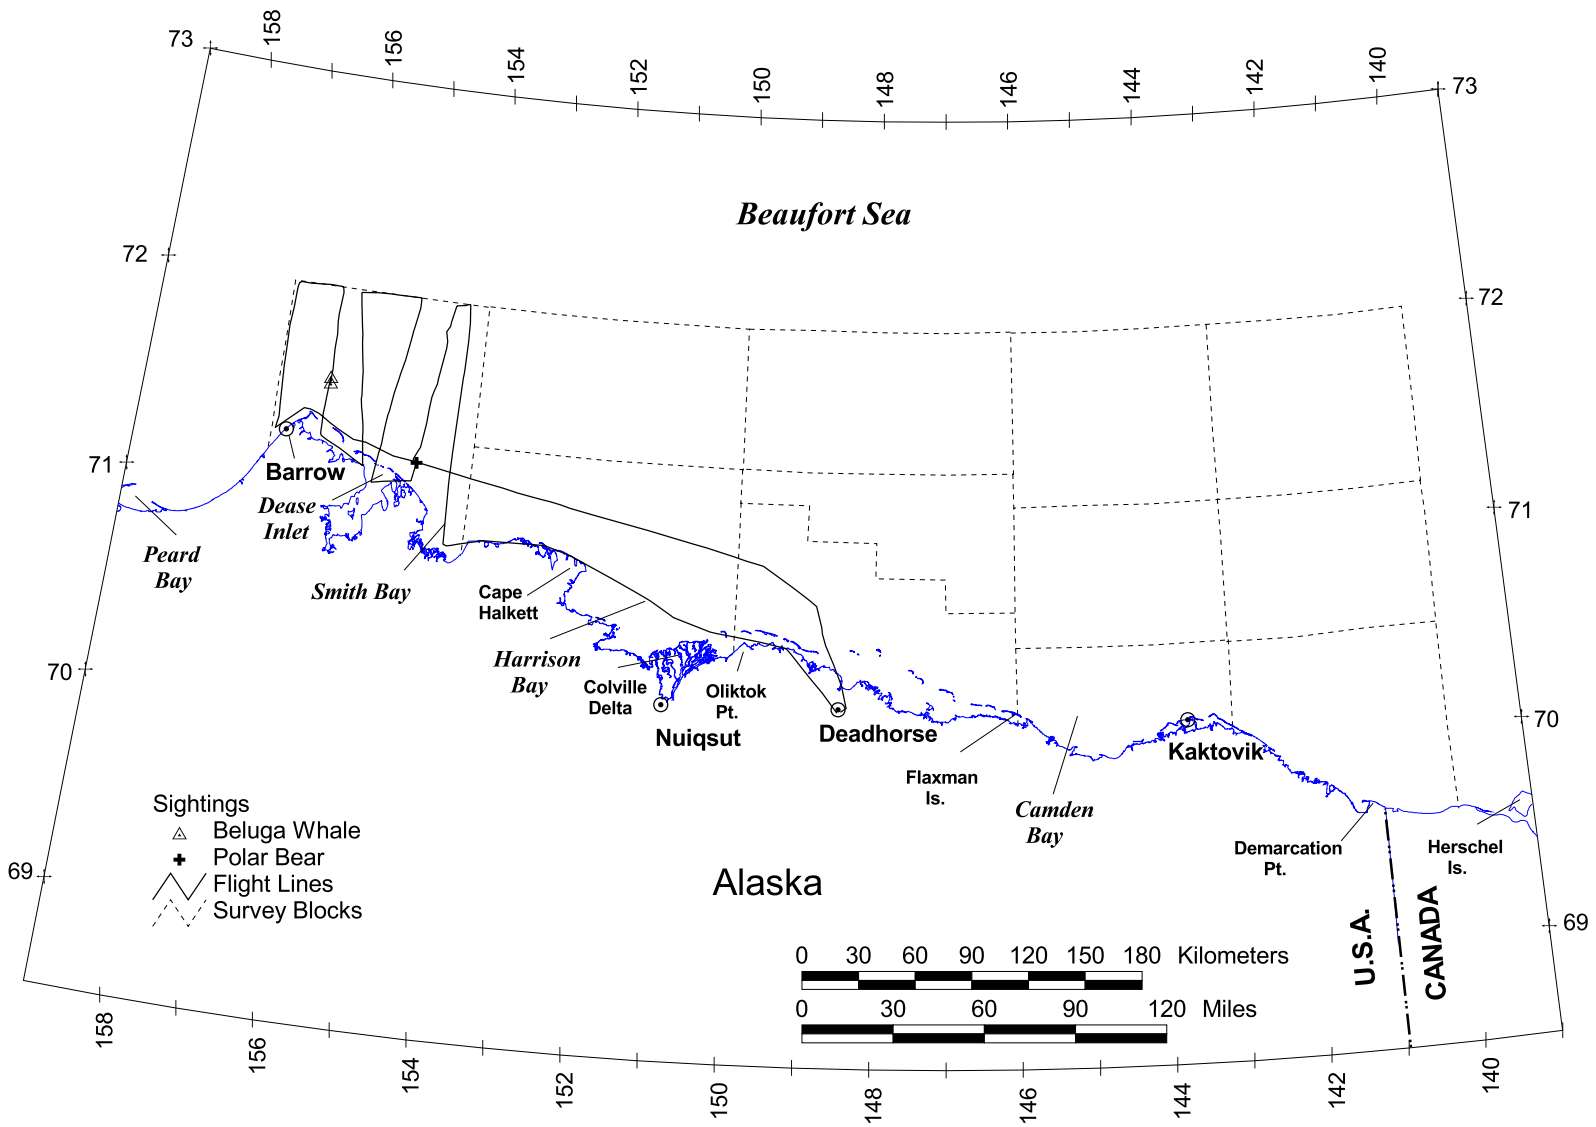 158
156
154
152
150
148
146
144
142
140
73
73
Beaufort Sea
72
72
71
71
Barrow
Dease
Inlet
Peard
Bay
Smith Bay
Cape
Halkett
Harrison
Bay
Colville
Delta
Oliktok
Pt.
Nuiqsut
Deadhorse
Kaktovik
70
70
Flaxman
Is.
Camden
Bay
Demarcation
Pt.
Herschel
Is.
Sightings
Beluga Whale
Polar Bear
Flight Lines
Survey Blocks
69
69
Alaska
U.S.A.
CANADA
0 30 60 90 120 150 180 Kilometers
0 30 60 90 120 Miles
158
156
154
152
150
148
146
144
142
140